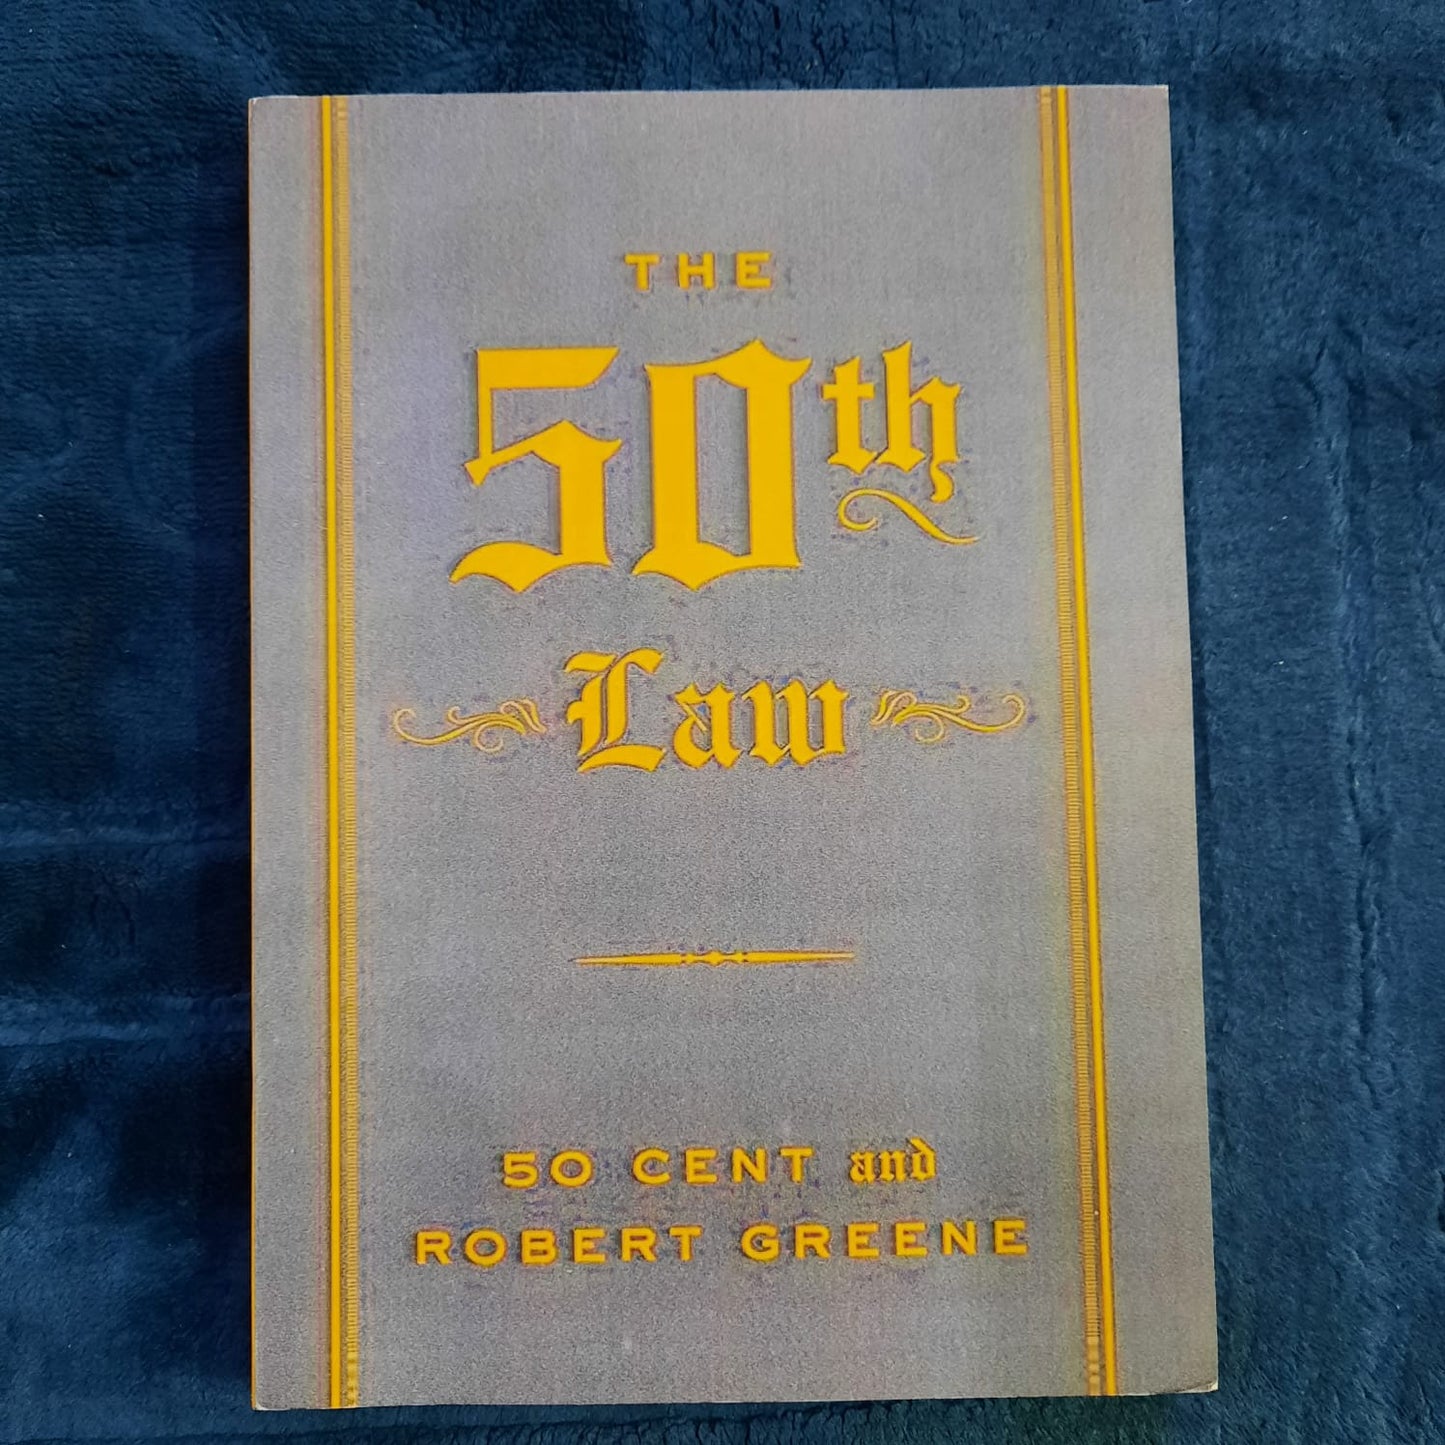 THE
50th
Law
50 CENT and
ROBERT GREENE